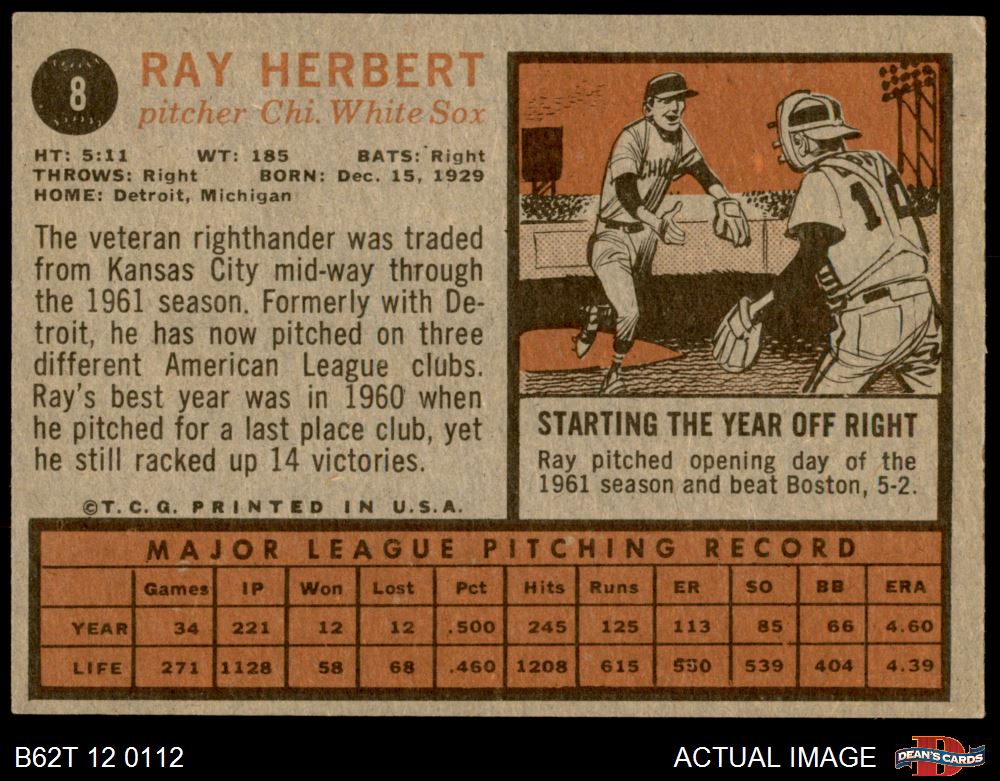 8
RAY HERBERT
pitcher Chi. White Sox
HT: 5:11 WT: 185 BATS: Right
THROWS: Right BORN: Dec. 15, 1929
HOME: Detroit, Michigan
The veteran righthander was traded
from Kansas City mid-way through
the 1961 season. Formerly with De-
troit, he has now pitched on three
different American League clubs.
Ray's best year was in 1960 when
he pitched for a last place club, yet
he still racked up 14 victories.
©T.C.G. PRINTED IN U.S.A.
STARTING THE YEAR OFF RIGHT
Ray pitched opening day of the
1961 season and beat Boston, 5-2.
MAJOR LEAGUE PITCHING RECORD
Games IP Won Lost Pct Hits Runs ER SO BB ERA
YEAR 34 221 12 12 .500 245 125 113 85 66 4.60
LIFE 271 1128 58 68 .460 1208 615 550 539 404 4.39
B62T 12 0112 ACTUAL IMAGE DEAN'S CARDS